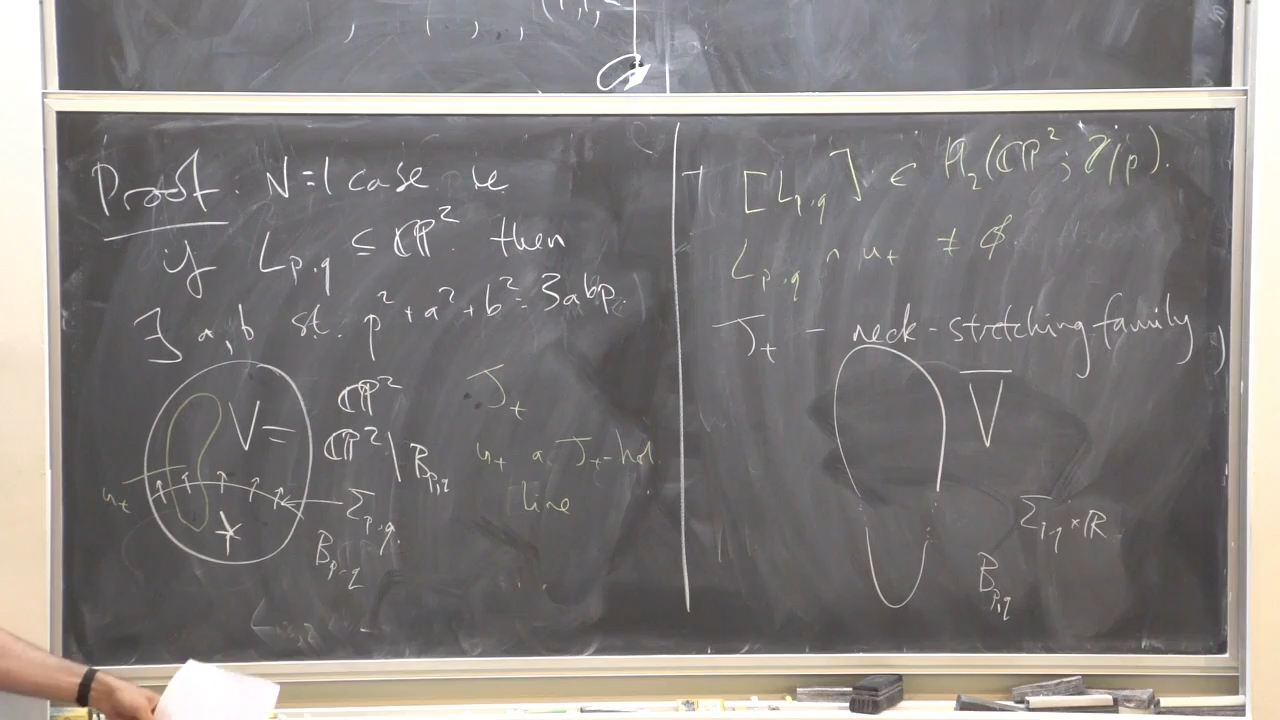 Proof. N=1 case ie
if L_{p,q} ⊆ ℂP² then
∃ a, b st. p² + a² + b² = 3abp.
V =
ℂP²
ℂP² \ B_{p,q}
Σ_{p,q}
B_{p,q}
u_t
J_t
u_t a J_t-hol
line
[L_{p,q}] ∈ H_2(ℂP²; ℤ/p).
L_{p,q} ∩ u_t ≠ ∅.
J_t - neck-stretching family,
V̅
Σ_{p,q} × ℝ
B_{p,q}